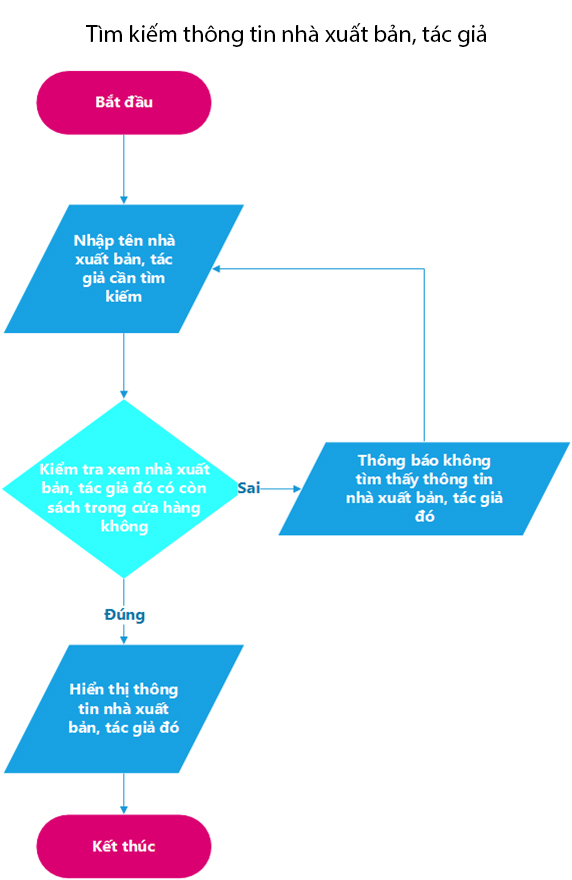 Tìm kiếm thông tin nhà xuất bản, tác giả
Bắt đầu
Nhập tên nhà
xuất bản, tác
giả cần tìm
kiếm
Kiểm tra xem nhà xuất
bản, tác giả đó có còn
sách trong cửa hàng
không
Sai
Thông báo không
tìm thấy thông tin
nhà xuất bản, tác giả
đó
Đúng
Hiển thị thông
tin nhà xuất
bản, tác giả đó
Kết thúc